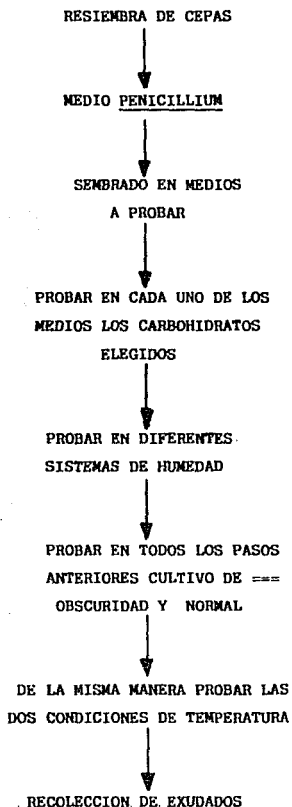 RESIEMBRA DE CEPAS
MEDIO PENICILLIUM
SEMBRADO EN MEDIOS
A PROBAR
PROBAR EN CADA UNO DE LOS
MEDIOS LOS CARBOHIDRATOS
ELEGIDOS
PROBAR EN DIFERENTES
SISTEMAS DE HUMEDAD
PROBAR EN TODOS LOS PASOS
ANTERIORES CULTIVO DE ===
OBSCURIDAD Y NORMAL
DE LA MISMA MANERA PROBAR LAS
DOS CONDICIONES DE TEMPERATURA
RECOLECCION DE EXUDADOS